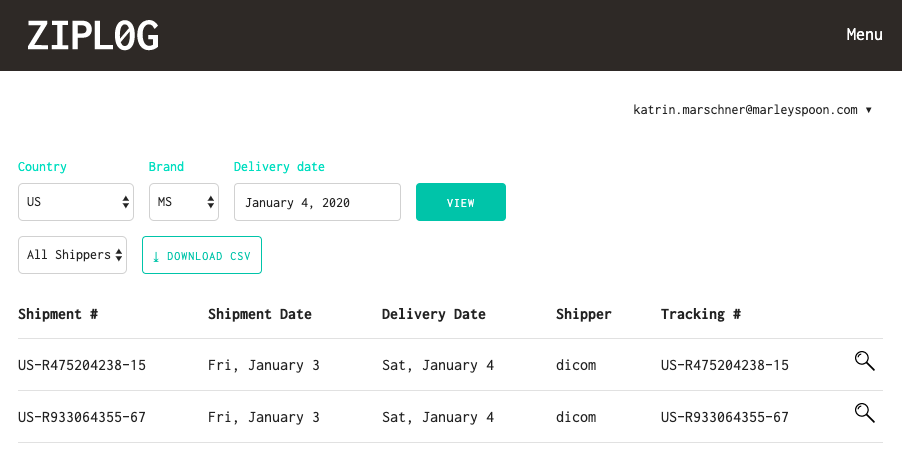 ZIPL0G
Menu
katrin.marschner@marleyspoon.com ▼
Country Brand Delivery date
US MS January 4, 2020 VIEW
All Shippers ⤓ DOWNLOAD CSV
Shipment # Shipment Date Delivery Date Shipper Tracking #
US-R475204238-15 Fri, January 3 Sat, January 4 dicom US-R475204238-15
US-R933064355-67 Fri, January 3 Sat, January 4 dicom US-R933064355-67